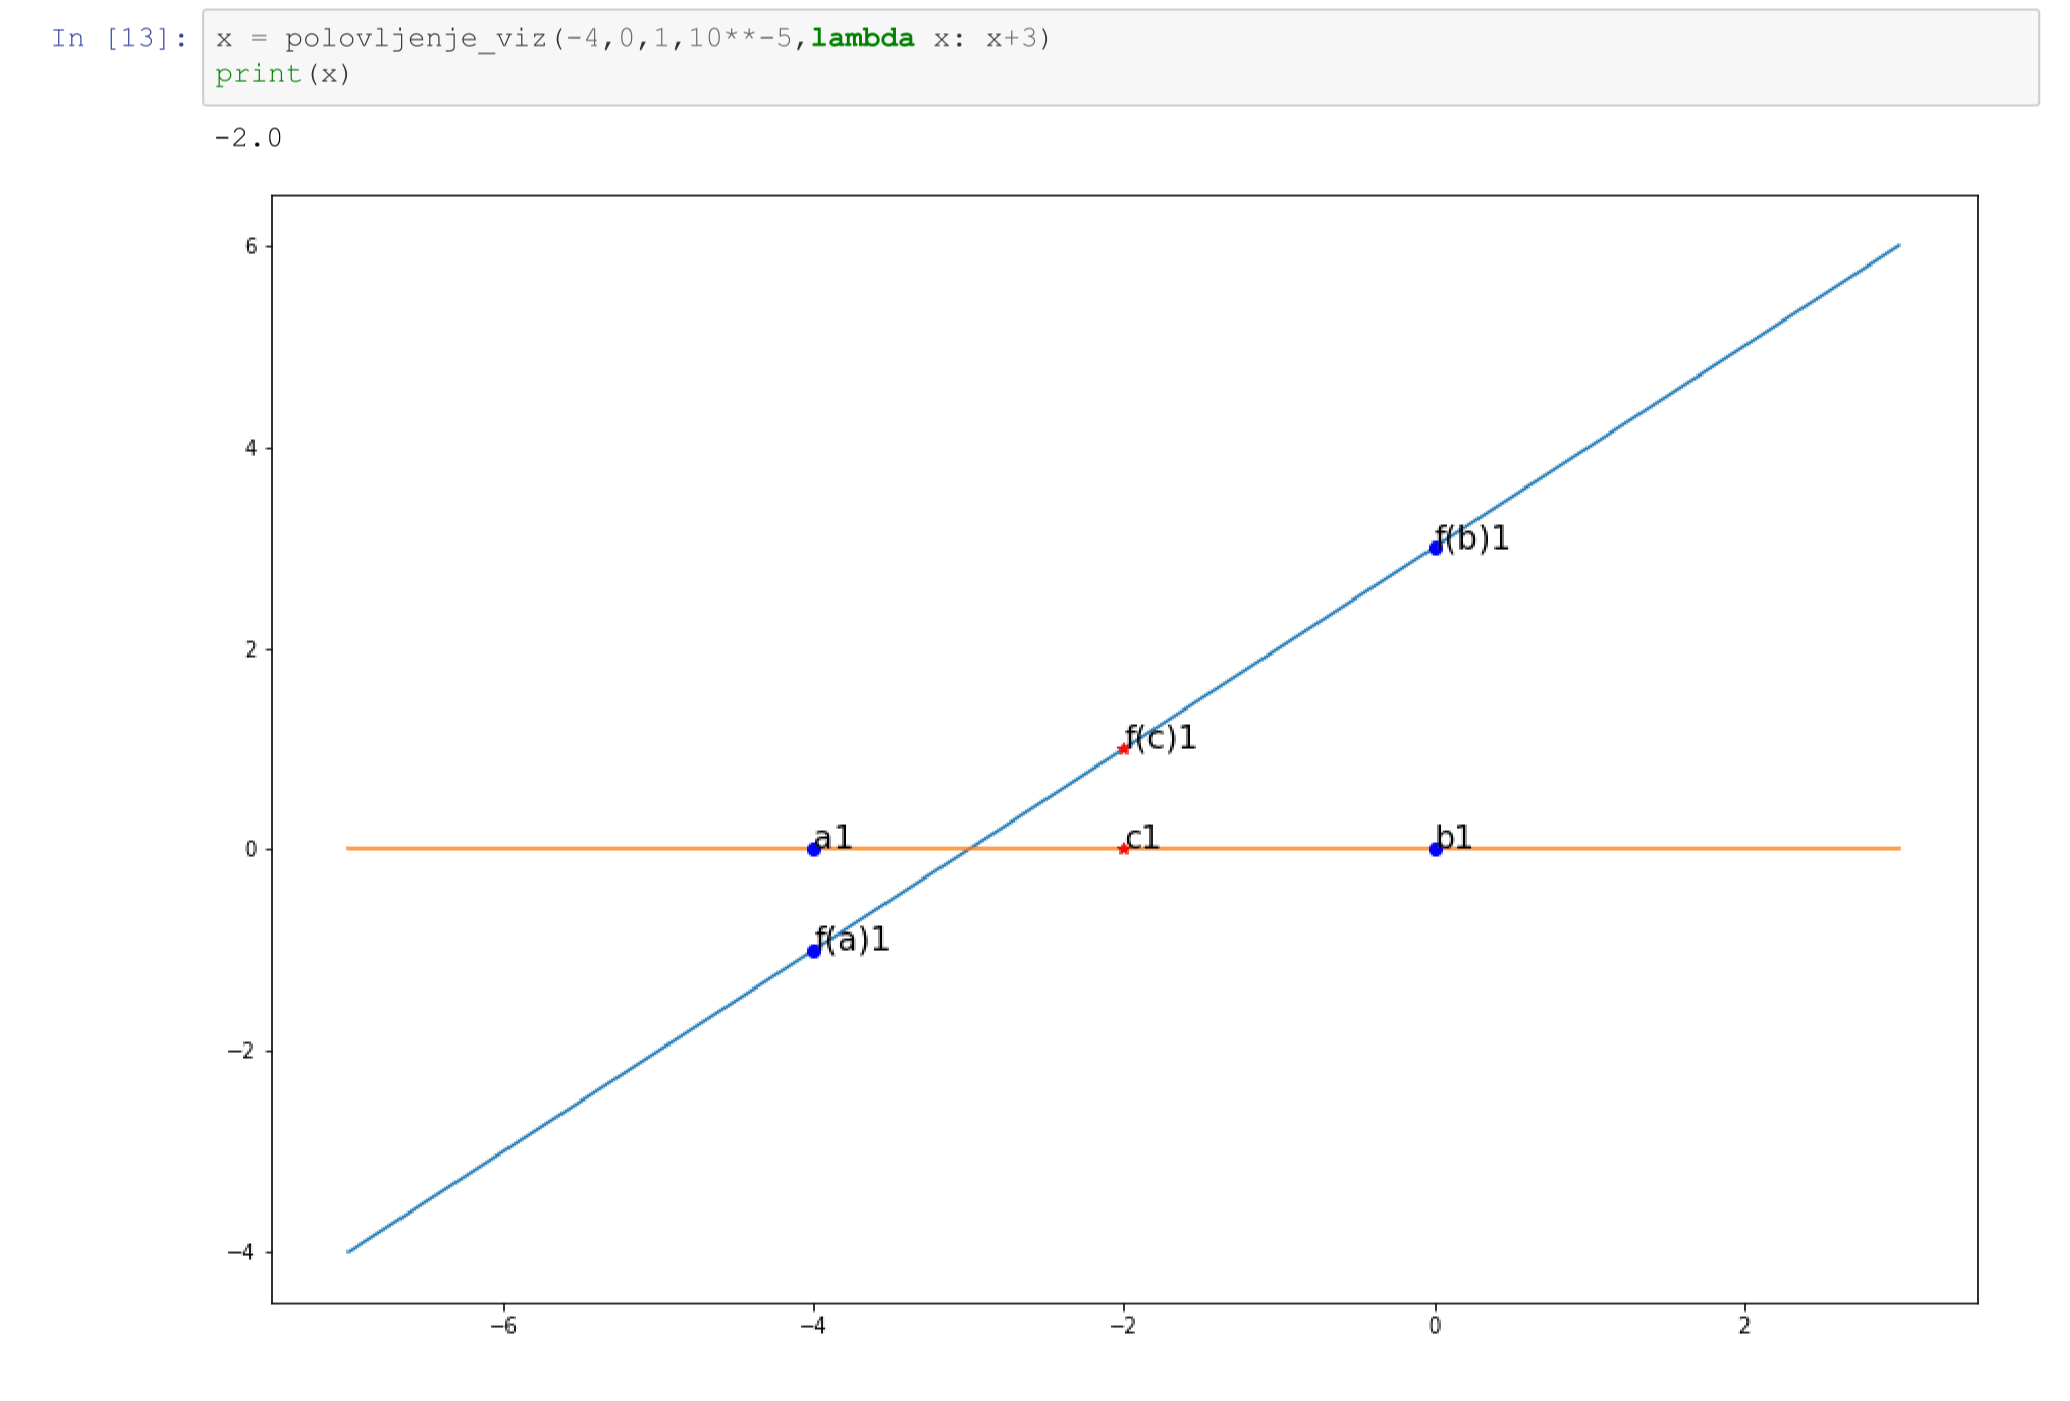 In [13]: x = polovljenje_viz(-4,0,1,10**-5,lambda x: x+3)
print(x)
-2.0
6
4
f(b)1
2
f(c)1
0
a1
c1
b1
f(a)1
−2
−4
−6
−4
−2
0
2